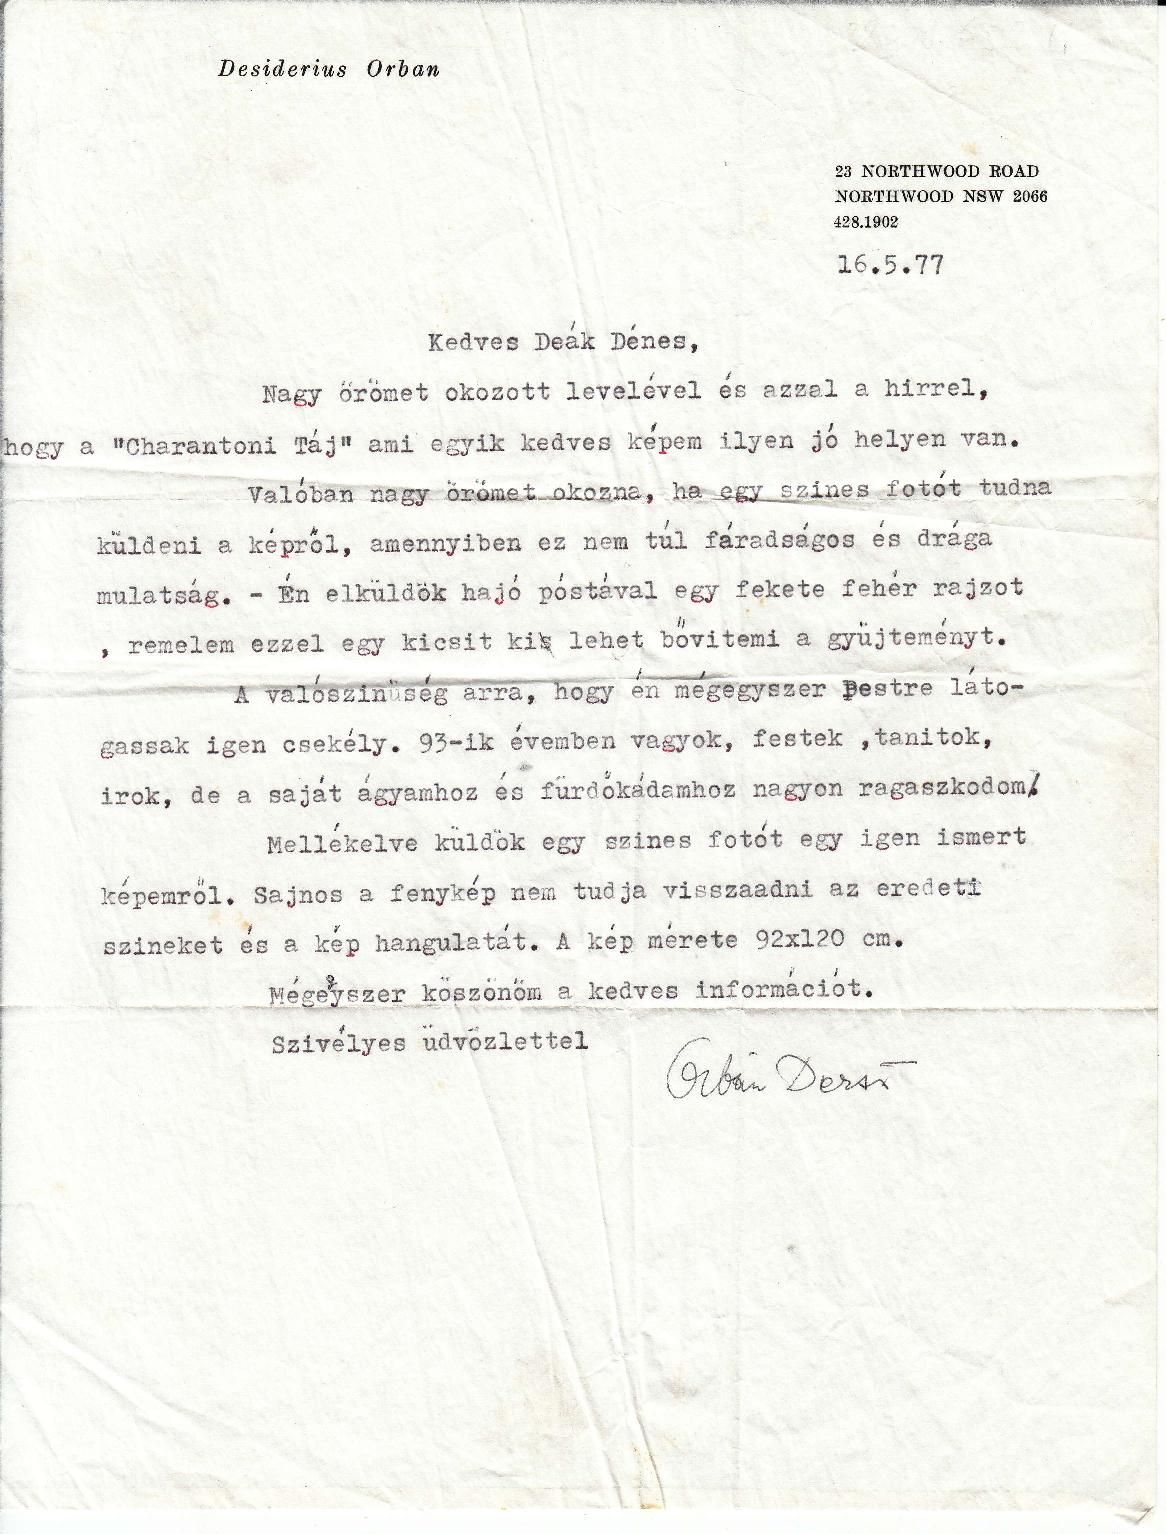 Desiderius Orban
23 NORTHWOOD ROAD
NORTHWOOD NSW 2066
428.1902
16.5.77
Kedves Deák Dénes,
Nagy örömet okozott levelével és azzal a hirrel,
hogy a "Charantoni Táj" ami egyik kedves képem ilyen jó helyen van.
Valóban nagy örömet okozna, ha egy szines fotót tudna
küldeni a képről, amennyiben ez nem túl fáradságos és drága
mulatság. - Én elküldök hajó póstával egy fekete fehér rajzot
, remelem ezzel egy kicsit ki lehet bővitemi a gyüjteményt.
A valószinüség arra, hogy én mégegyszer Pestre láto-
gassak igen csekély. 93-ik évemben vagyok, festek ,tanitok,
irok, de a saját ágyamhoz és fürdőkádamhoz nagyon ragaszkodom!
Mellékelve küldök egy szines fotót egy igen ismert
képemről. Sajnos a fenykép nem tudja visszaadni az eredeti
szineket és a kép hangulatát. A kép mérete 92x120 cm.
Mégegyszer köszönöm a kedves információt.
Szivélyes üdvözlettel
Orbán Dezső